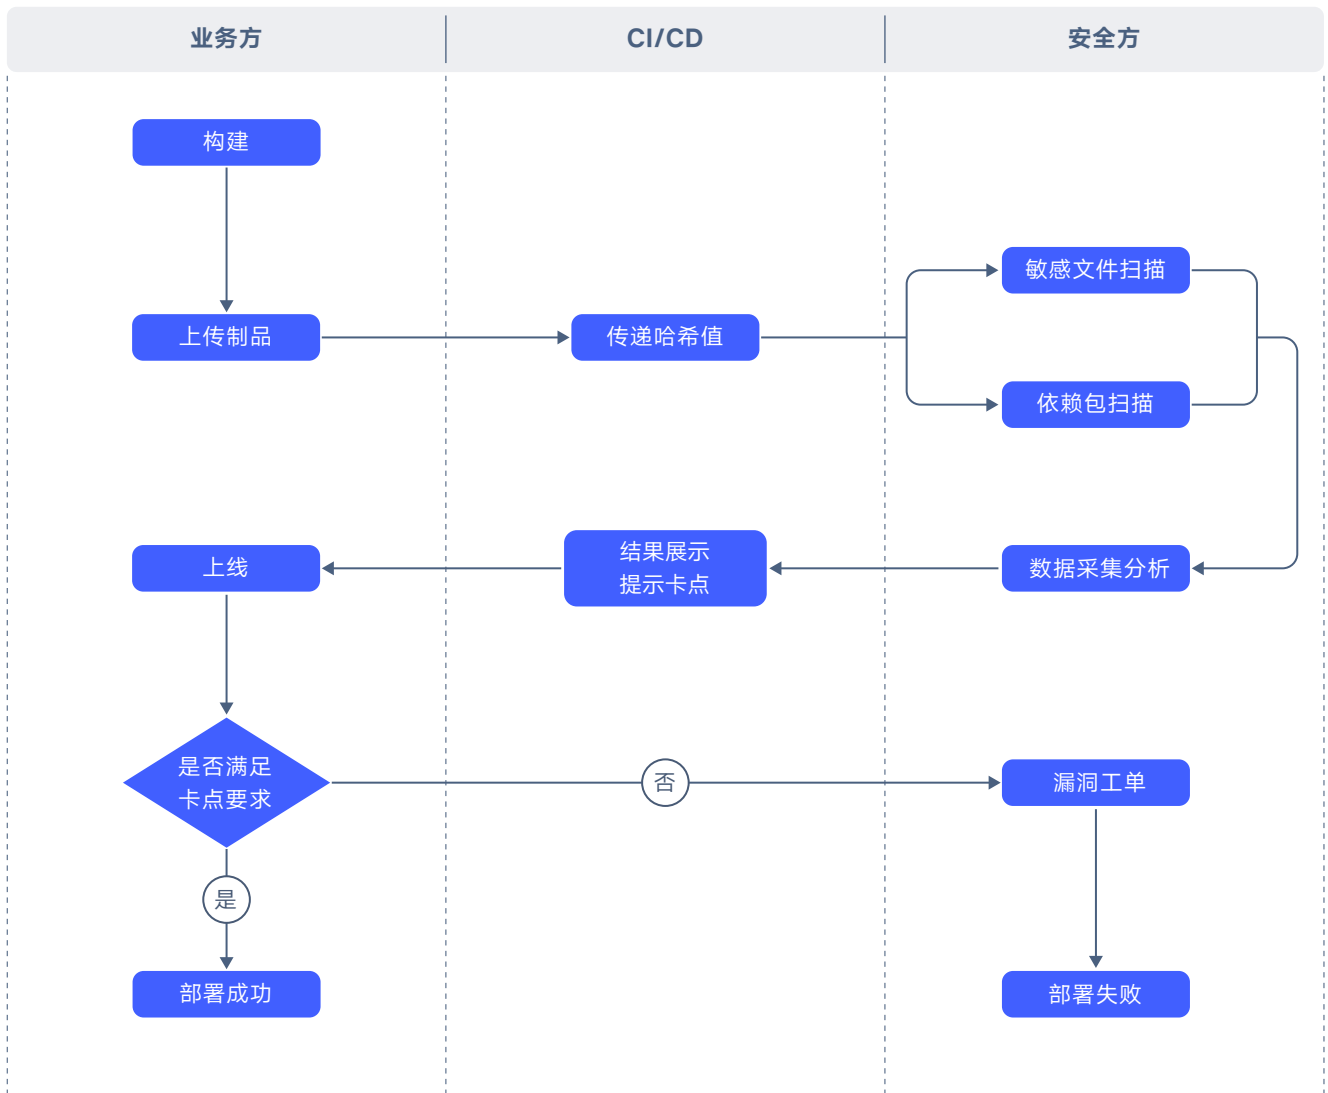 业务方
CI/CD
安全方
构建
敏感文件扫描
上传制品
传递哈希值
依赖包扫描
上线
结果展示
提示卡点
数据采集分析
是否满足
卡点要求
否
漏洞工单
是
部署成功
部署失败